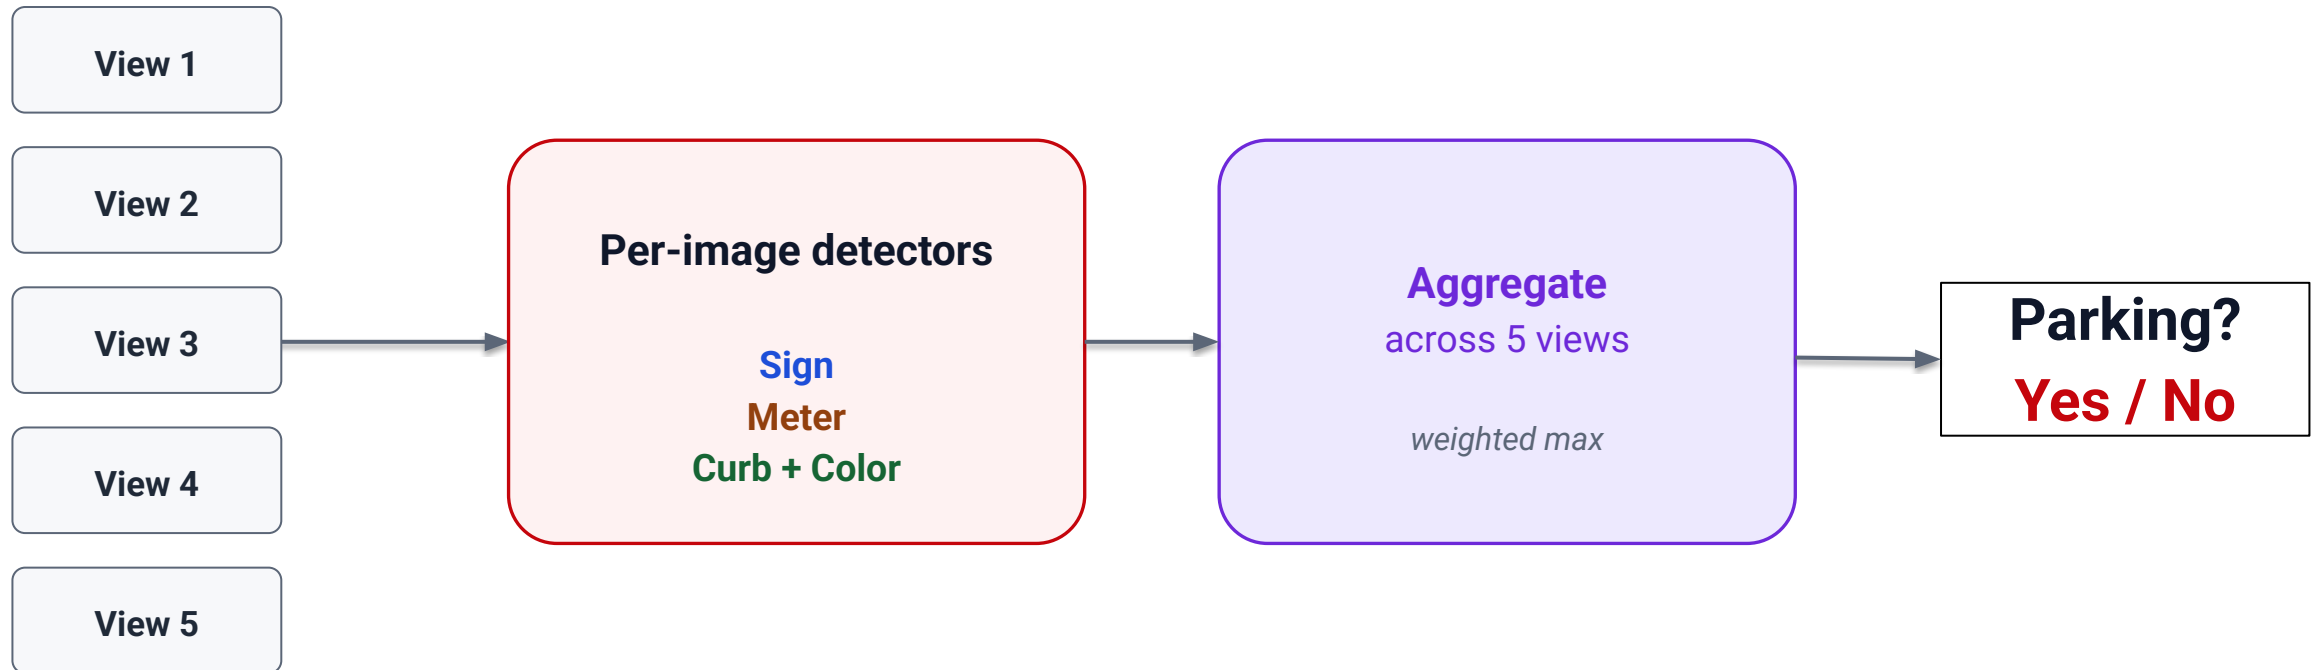 View 1
View 2
View 3
View 4
View 5
Per-image detectors
Sign
Meter
Curb + Color
Aggregate
across 5 views
weighted max
Parking?
Yes / No